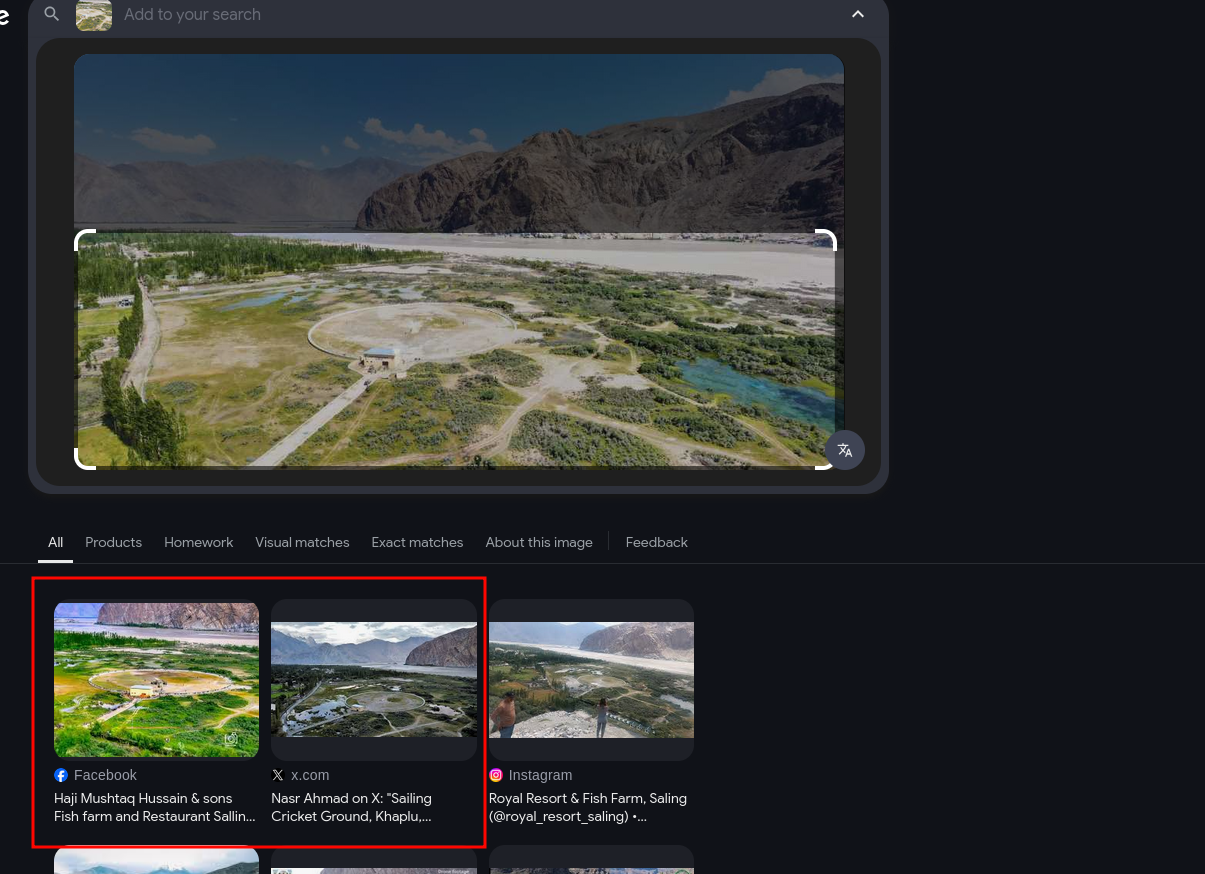 Add to your search
All
Products
Homework
Visual matches
Exact matches
About this image
Feedback
Facebook
Haji Mushtaq Hussain & sons
Fish farm and Restaurant Sallin...
x.com
Nasr Ahmad on X: "Sailing
Cricket Ground, Khaplu,...
Instagram
Royal Resort & Fish Farm, Saling
(@royal_resort_saling) •...